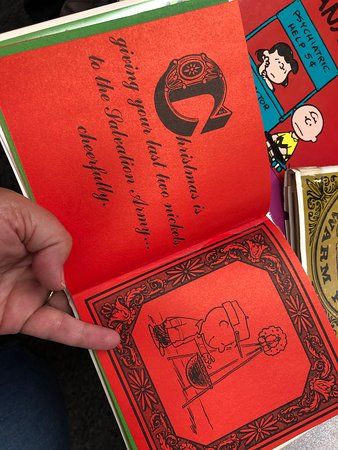 Christmas is
giving your last two nickels
to the Salvation Army...
cheerfully.
PSYCHIATRIC
HELP 5¢
WARM